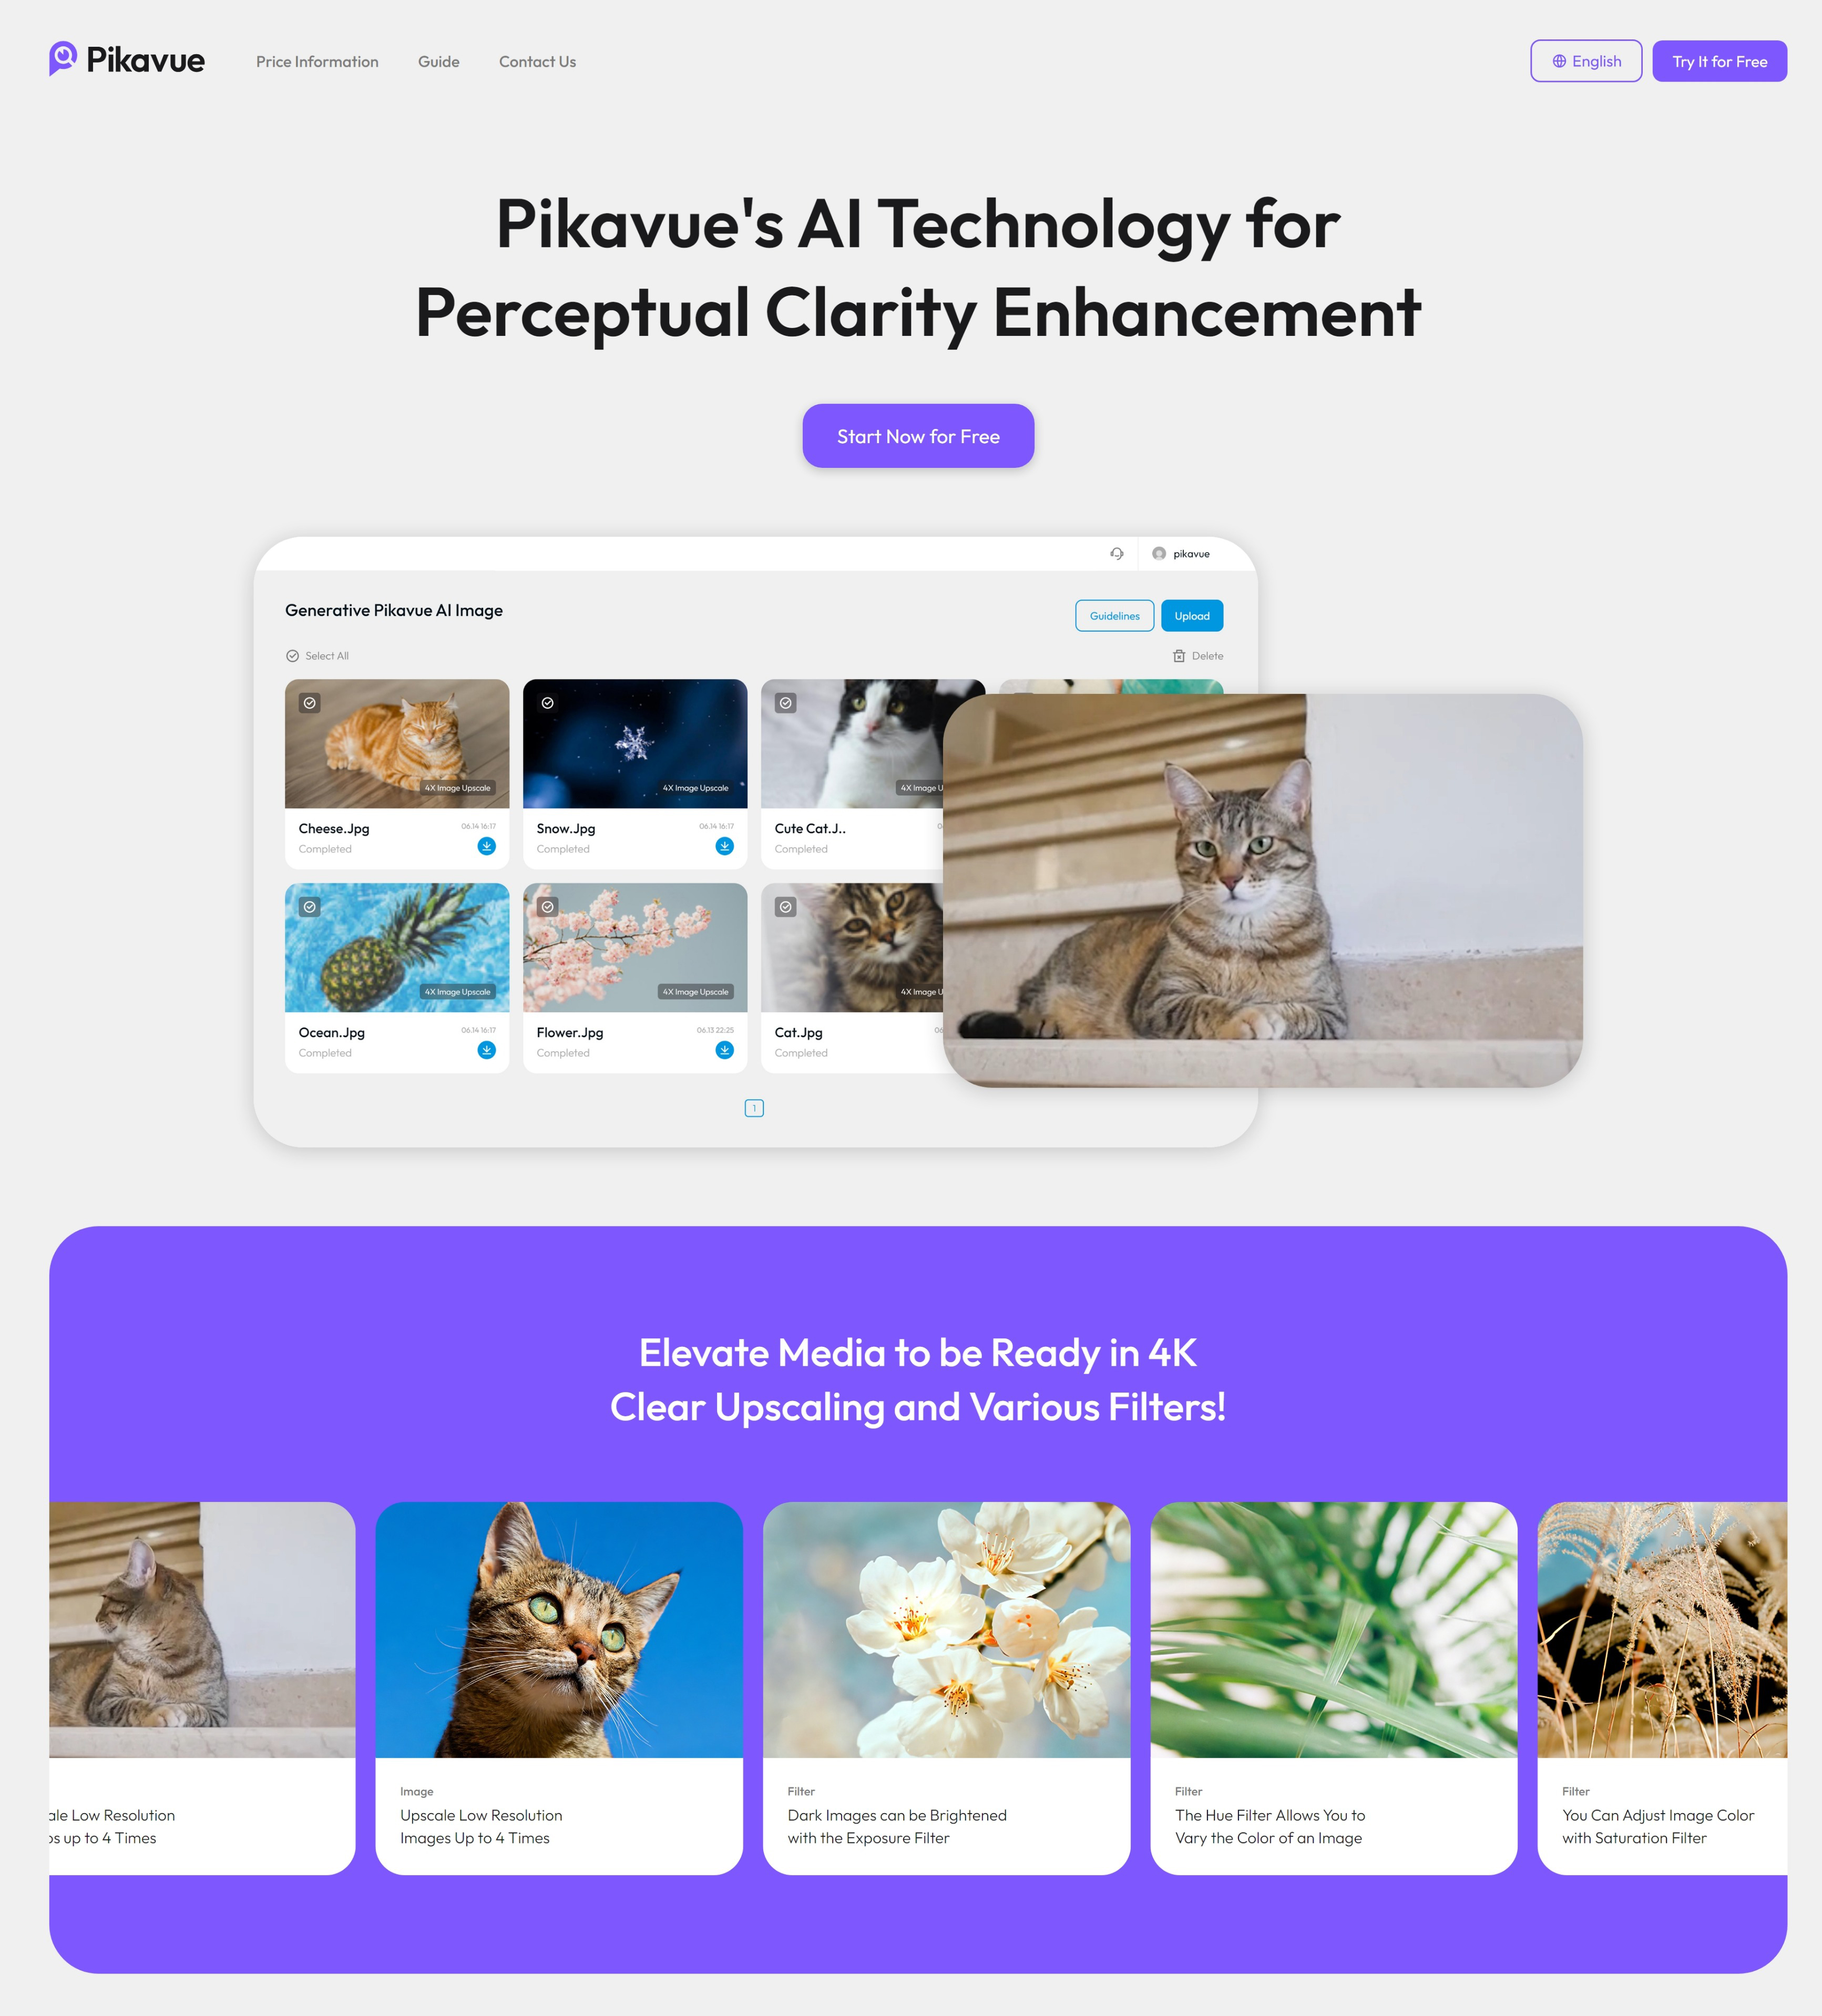 Pikavue
Price Information
Guide
Contact Us
English
Try It for Free
Pikavue's AI Technology for
Perceptual Clarity Enhancement
Start Now for Free
pikavue
Generative Pikavue AI Image
Guidelines
Upload
Select All
Delete
4X Image Upscale
4X Image Upscale
4X Image
Cheese.Jpg
06.14 16:17
Completed
Snow.Jpg
06.14 16:17
Completed
Cute Cat.J..
Completed
4X Image Upscale
4X Image Upscale
4X Image
Ocean.Jpg
06.14 16:17
Completed
Flower.Jpg
06.13 22:25
Completed
Cat.Jpg
Completed
1
Elevate Media to be Ready in 4K
Clear Upscaling and Various Filters!
Low Resolution
up to 4 Times
Image
Upscale Low Resolution
Images Up to 4 Times
Filter
Dark Images can be Brightened
with the Exposure Filter
Filter
The Hue Filter Allows You to
Vary the Color of an Image
Filter
You Can Adjust Image Color
with Saturation Filter